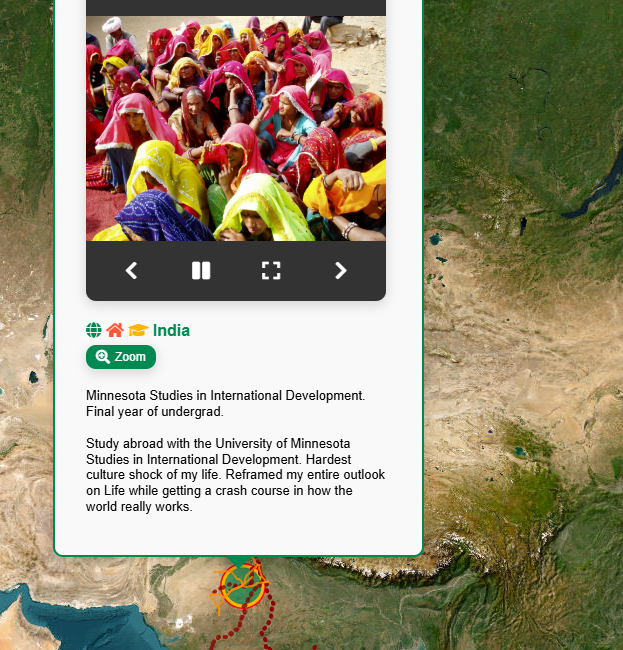 India
Zoom
Minnesota Studies in International Development.
Final year of undergrad.
Study abroad with the University of Minnesota
Studies in International Development. Hardest
culture shock of my life. Reframed my entire outlook
on Life while getting a crash course in how the
world really works.